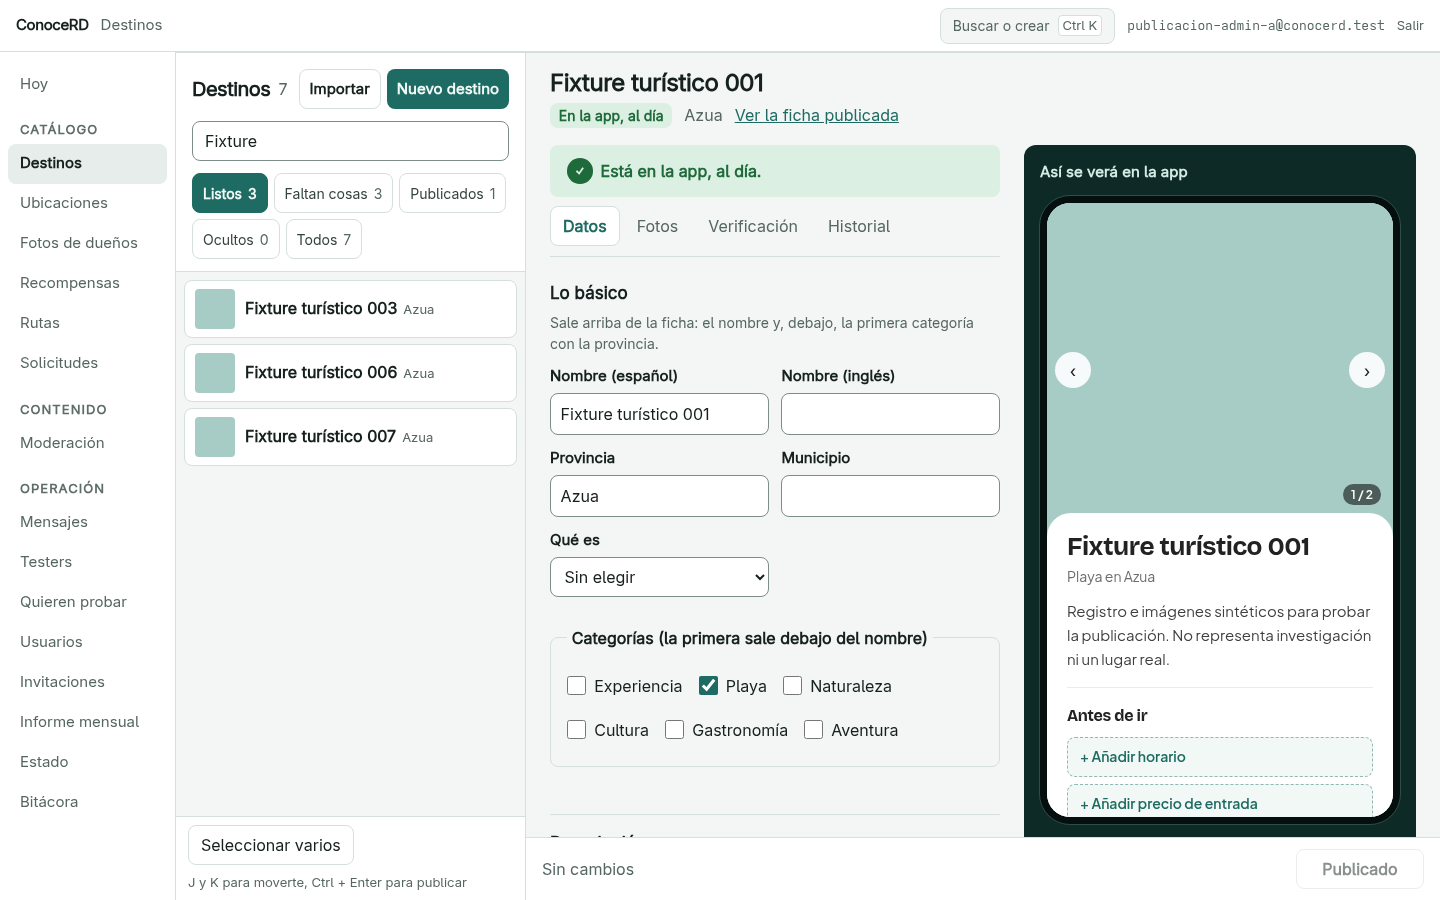 ConoceRD Destinos
Buscar o crear Ctrl K
publicacion-admin-a@conocerd.test Salir
Hoy
CATÁLOGO
Destinos
Ubicaciones
Fotos de dueños
Recompensas
Rutas
Solicitudes
CONTENIDO
Moderación
OPERACIÓN
Mensajes
Testers
Quieren probar
Usuarios
Invitaciones
Informe mensual
Estado
Bitácora
Destinos 7 Importar Nuevo destino
Fixture
Listos 3 Faltan cosas 3 Publicados 1
Ocultos 0 Todos 7
Fixture turístico 003 Azua
Fixture turístico 006 Azua
Fixture turístico 007 Azua
Seleccionar varios
J y K para moverte, Ctrl + Enter para publicar
Fixture turístico 001
En la app, al día Azua Ver la ficha publicada
Está en la app, al día.
Datos Fotos Verificación Historial
Lo básico
Sale arriba de la ficha: el nombre y, debajo, la primera categoría
con la provincia.
Nombre (español) Nombre (inglés)
Fixture turístico 001
Provincia Municipio
Azua
Qué es
Sin elegir
Categorías (la primera sale debajo del nombre)
Experiencia Playa Naturaleza
Cultura Gastronomía Aventura
Sin cambios Publicado
Así se verá en la app
‹ ›
1 / 2
Fixture turístico 001
Playa en Azua
Registro e imágenes sintéticos para probar
la publicación. No representa investigación
ni un lugar real.
Antes de ir
+ Añadir horario
+ Añadir precio de entrada